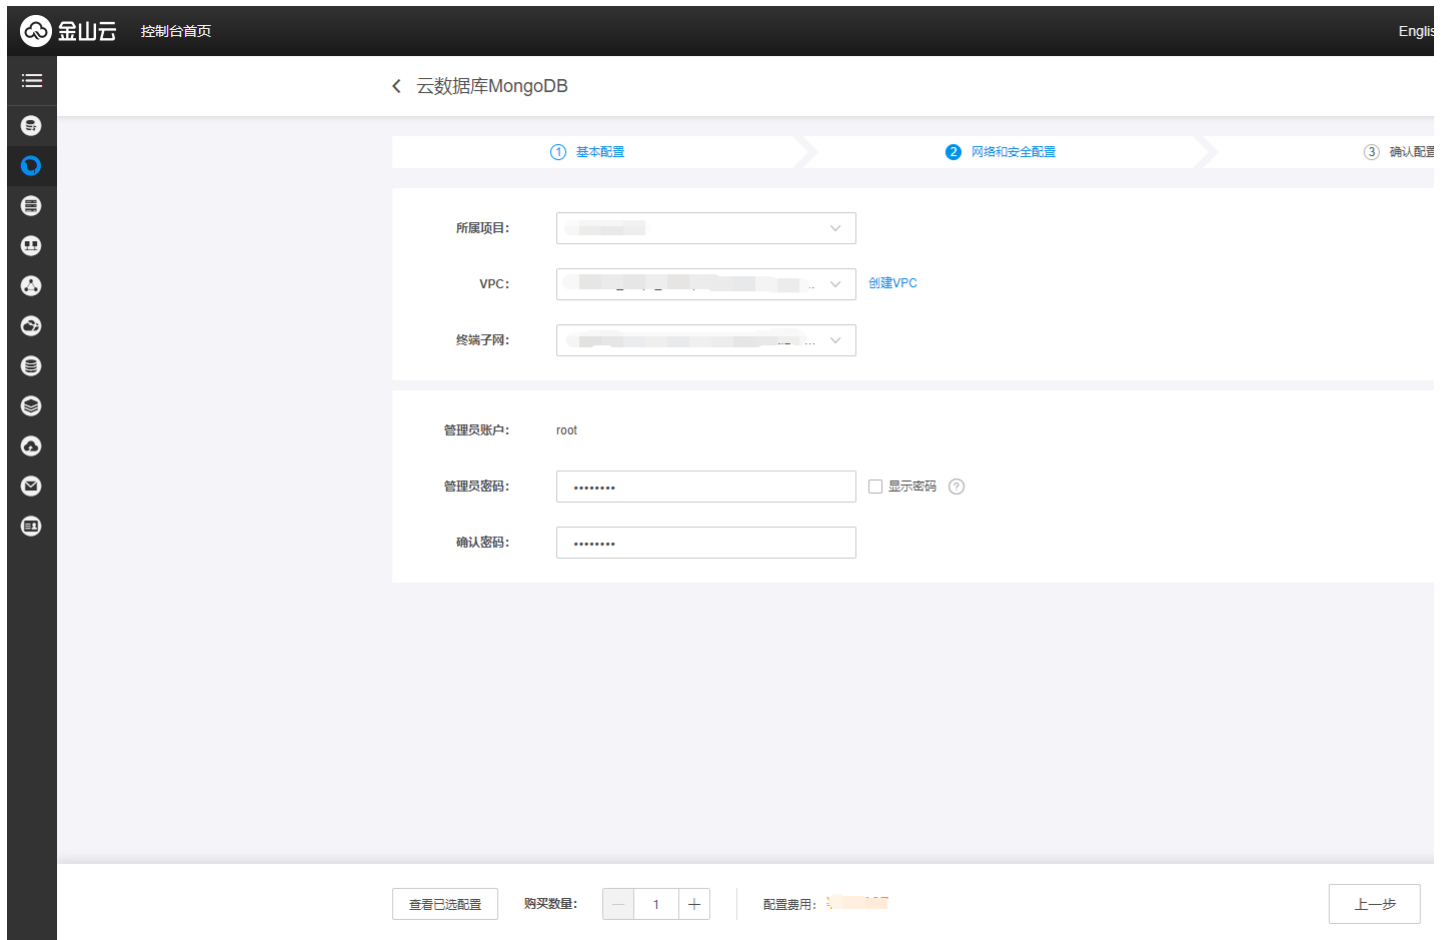 金山云 控制台首页 Englis
云数据库MongoDB
1 基本配置 2 网络和安全配置 3 确认配置
所属项目：
VPC： 创建VPC
终端子网：
管理员账户： root
管理员密码： •••••••• 显示密码 ?
确认密码： ••••••••
查看已选配置 购买数量： — 1 + 配置费用： 上一步